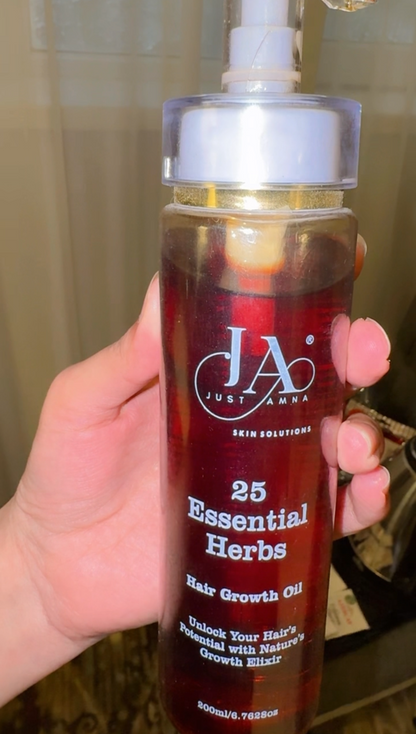 JA®
JUST AMNA
SKIN SOLUTIONS
25
Essential
Herbs
Hair Growth Oil
Unlock Your Hair's
Potential with Nature's
Growth Elixir
200ml/6.7628oz